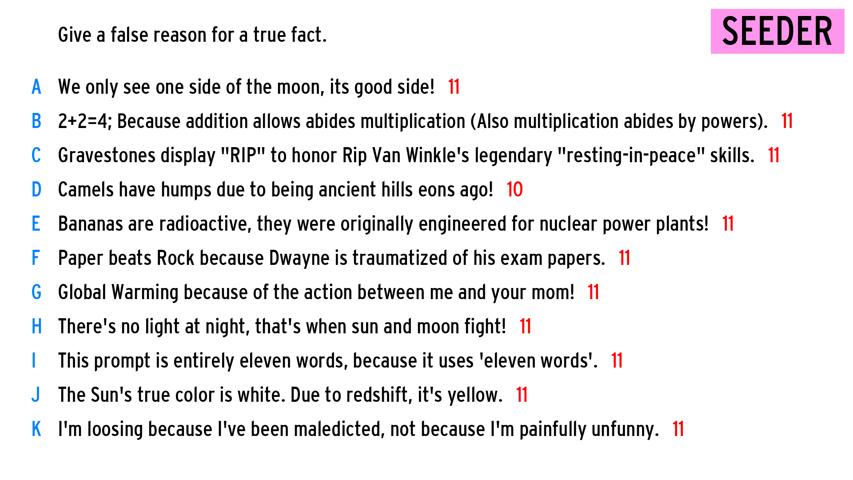 Give a false reason for a true fact.
SEEDER
A We only see one side of the moon, its good side! 11
B 2+2=4; Because addition allows abides multiplication (Also multiplication abides by powers). 11
C Gravestones display "RIP" to honor Rip Van Winkle's legendary "resting-in-peace" skills. 11
D Camels have humps due to being ancient hills eons ago! 10
E Bananas are radioactive, they were originally engineered for nuclear power plants! 11
F Paper beats Rock because Dwayne is traumatized of his exam papers. 11
G Global Warming because of the action between me and your mom! 11
H There's no light at night, that's when sun and moon fight! 11
I This prompt is entirely eleven words, because it uses 'eleven words'. 11
J The Sun's true color is white. Due to redshift, it's yellow. 11
K I'm loosing because I've been maledicted, not because I'm painfully unfunny. 11